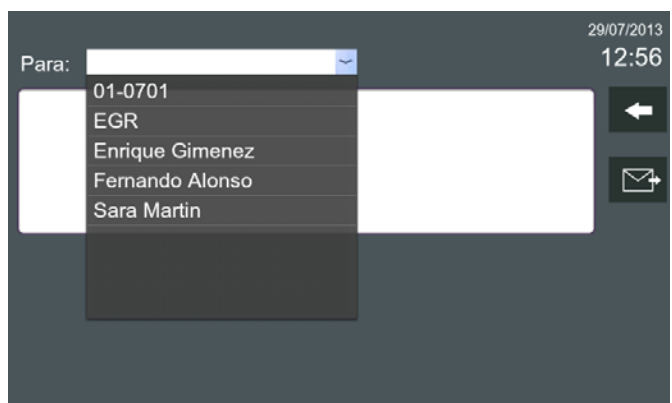 29/07/2013
12:56
Para:
01-0701
EGR
Enrique Gimenez
Fernando Alonso
Sara Martin